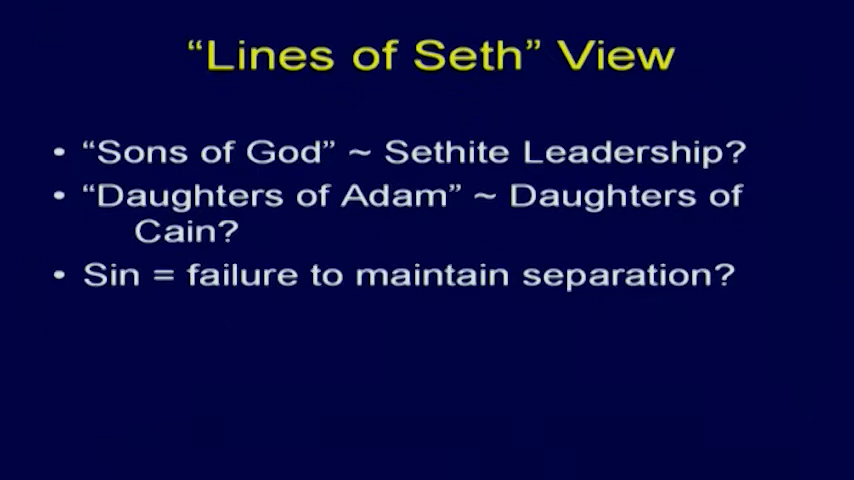 “Lines of Seth” View
• “Sons of God” ~ Sethite Leadership?
• “Daughters of Adam” ~ Daughters of
Cain?
• Sin = failure to maintain separation?